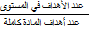 عدد الأهداف في المستوى
عدد أهداف المادة كاملة